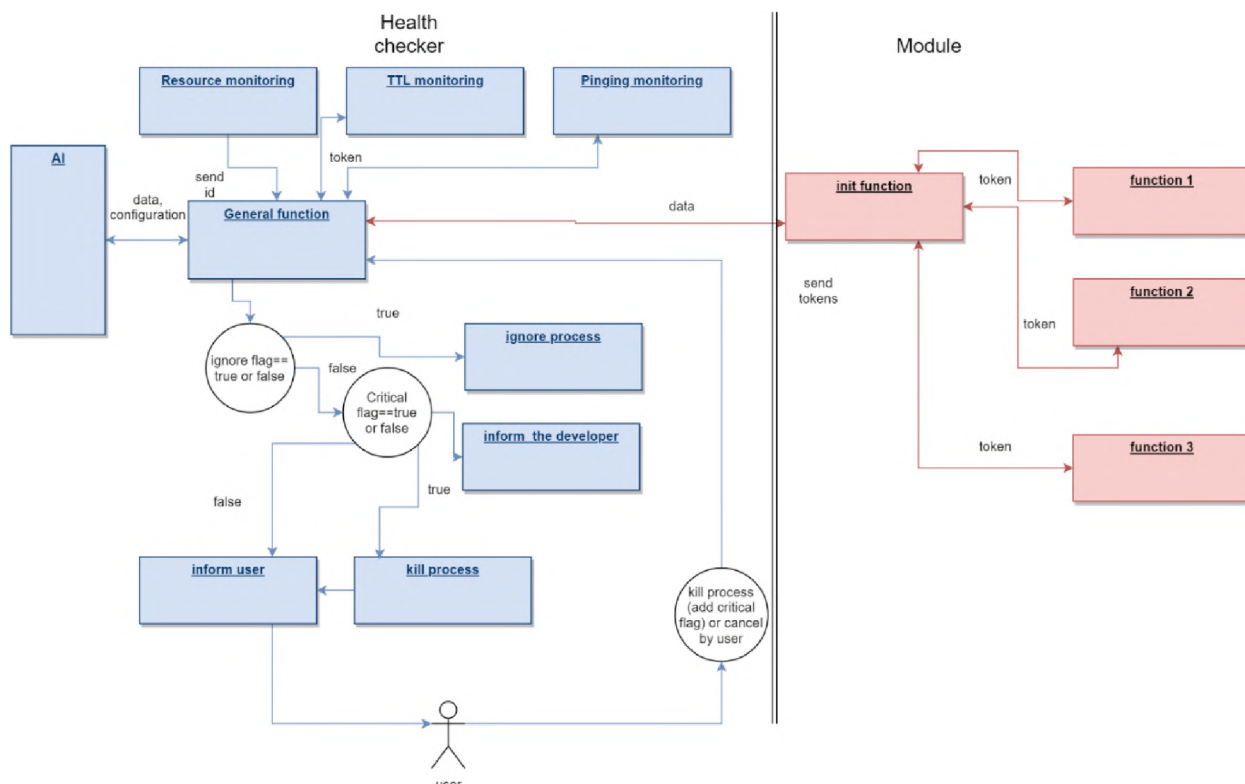 Health
checker
Module
Resource monitoring
TTL monitoring
Pinging monitoring
AI
token
send
id
data,
configuration
General function
data
init function
token
function 1
send
tokens
function 2
token
true
ignore process
ignore flag==
true or false
false
Critical
flag==true
or false
inform  the developer
token
function 3
false
true
inform user
kill process
kill process
(add critical
flag) or cancel
by user
user